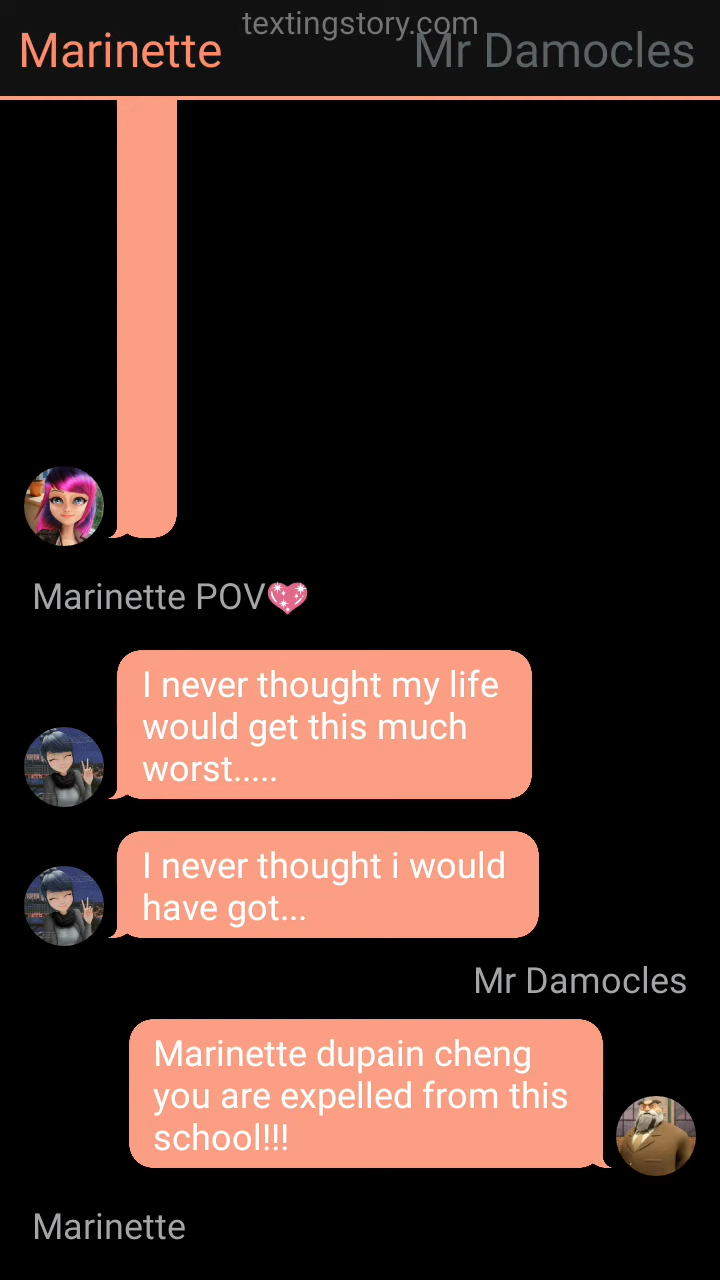 textingstory.com
Marinette
Mr Damocles
Marinette POV💖
I never thought my life
would get this much
worst.....
I never thought i would
have got...
Mr Damocles
Marinette dupain cheng
you are expelled from this
school!!!
Marinette